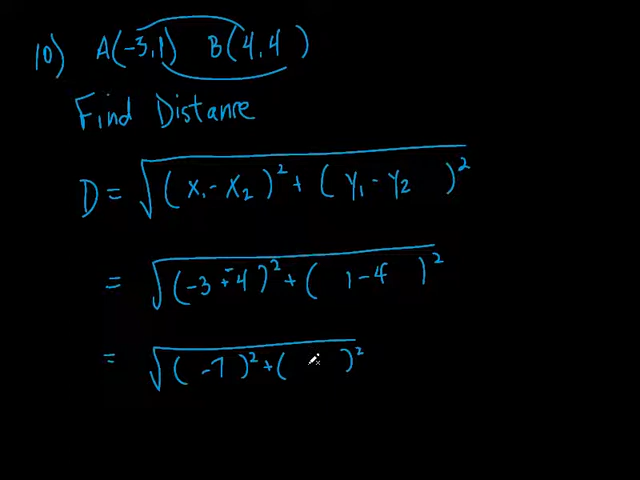 10) A(-3,1) B(4,4)
Find Distance
D = √((x₁ - x₂)² + (y₁ - y₂)²)
= √((-3 + -4)² + (1 - 4)²)
= √((-7)² + ( )²)